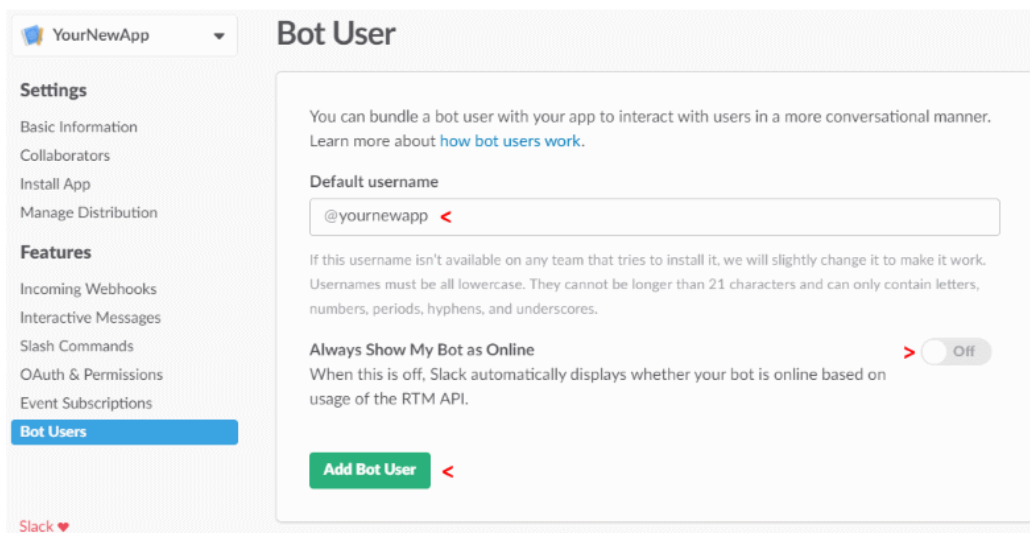 YourNewApp
Settings
Basic Information
Collaborators
Install App
Manage Distribution
Features
Incoming Webhooks
Interactive Messages
Slash Commands
OAuth & Permissions
Event Subscriptions
Bot Users
Slack ♥
Bot User
You can bundle a bot user with your app to interact with users in a more conversational manner.
Learn more about how bot users work.
Default username
@yournewapp <
If this username isn't available on any team that tries to install it, we will slightly change it to make it work.
Usernames must be all lowercase. They cannot be longer than 21 characters and can only contain letters,
numbers, periods, hyphens, and underscores.
Always Show My Bot as Online
> Off
When this is off, Slack automatically displays whether your bot is online based on
usage of the RTM API.
Add Bot User <